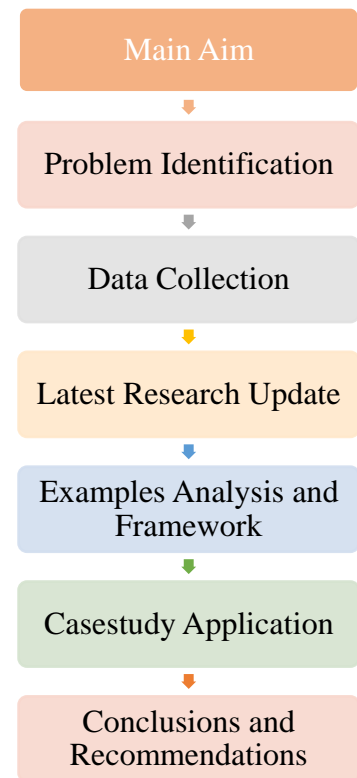 Main Aim
Problem Identification
Data Collection
Latest Research Update
Examples Analysis and
Framework
Casestudy Application
Conclusions and
Recommendations